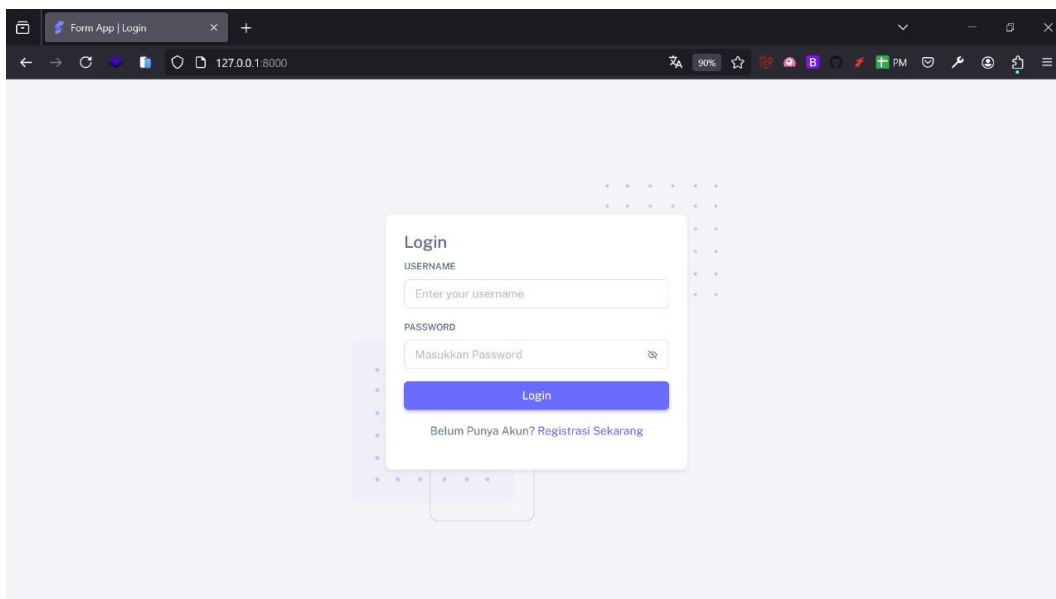 Form App | Login
127.0.0.1:8000
90%
B
PM
Login
USERNAME
Enter your username
PASSWORD
Masukkan Password
Login
Belum Punya Akun? Registrasi Sekarang